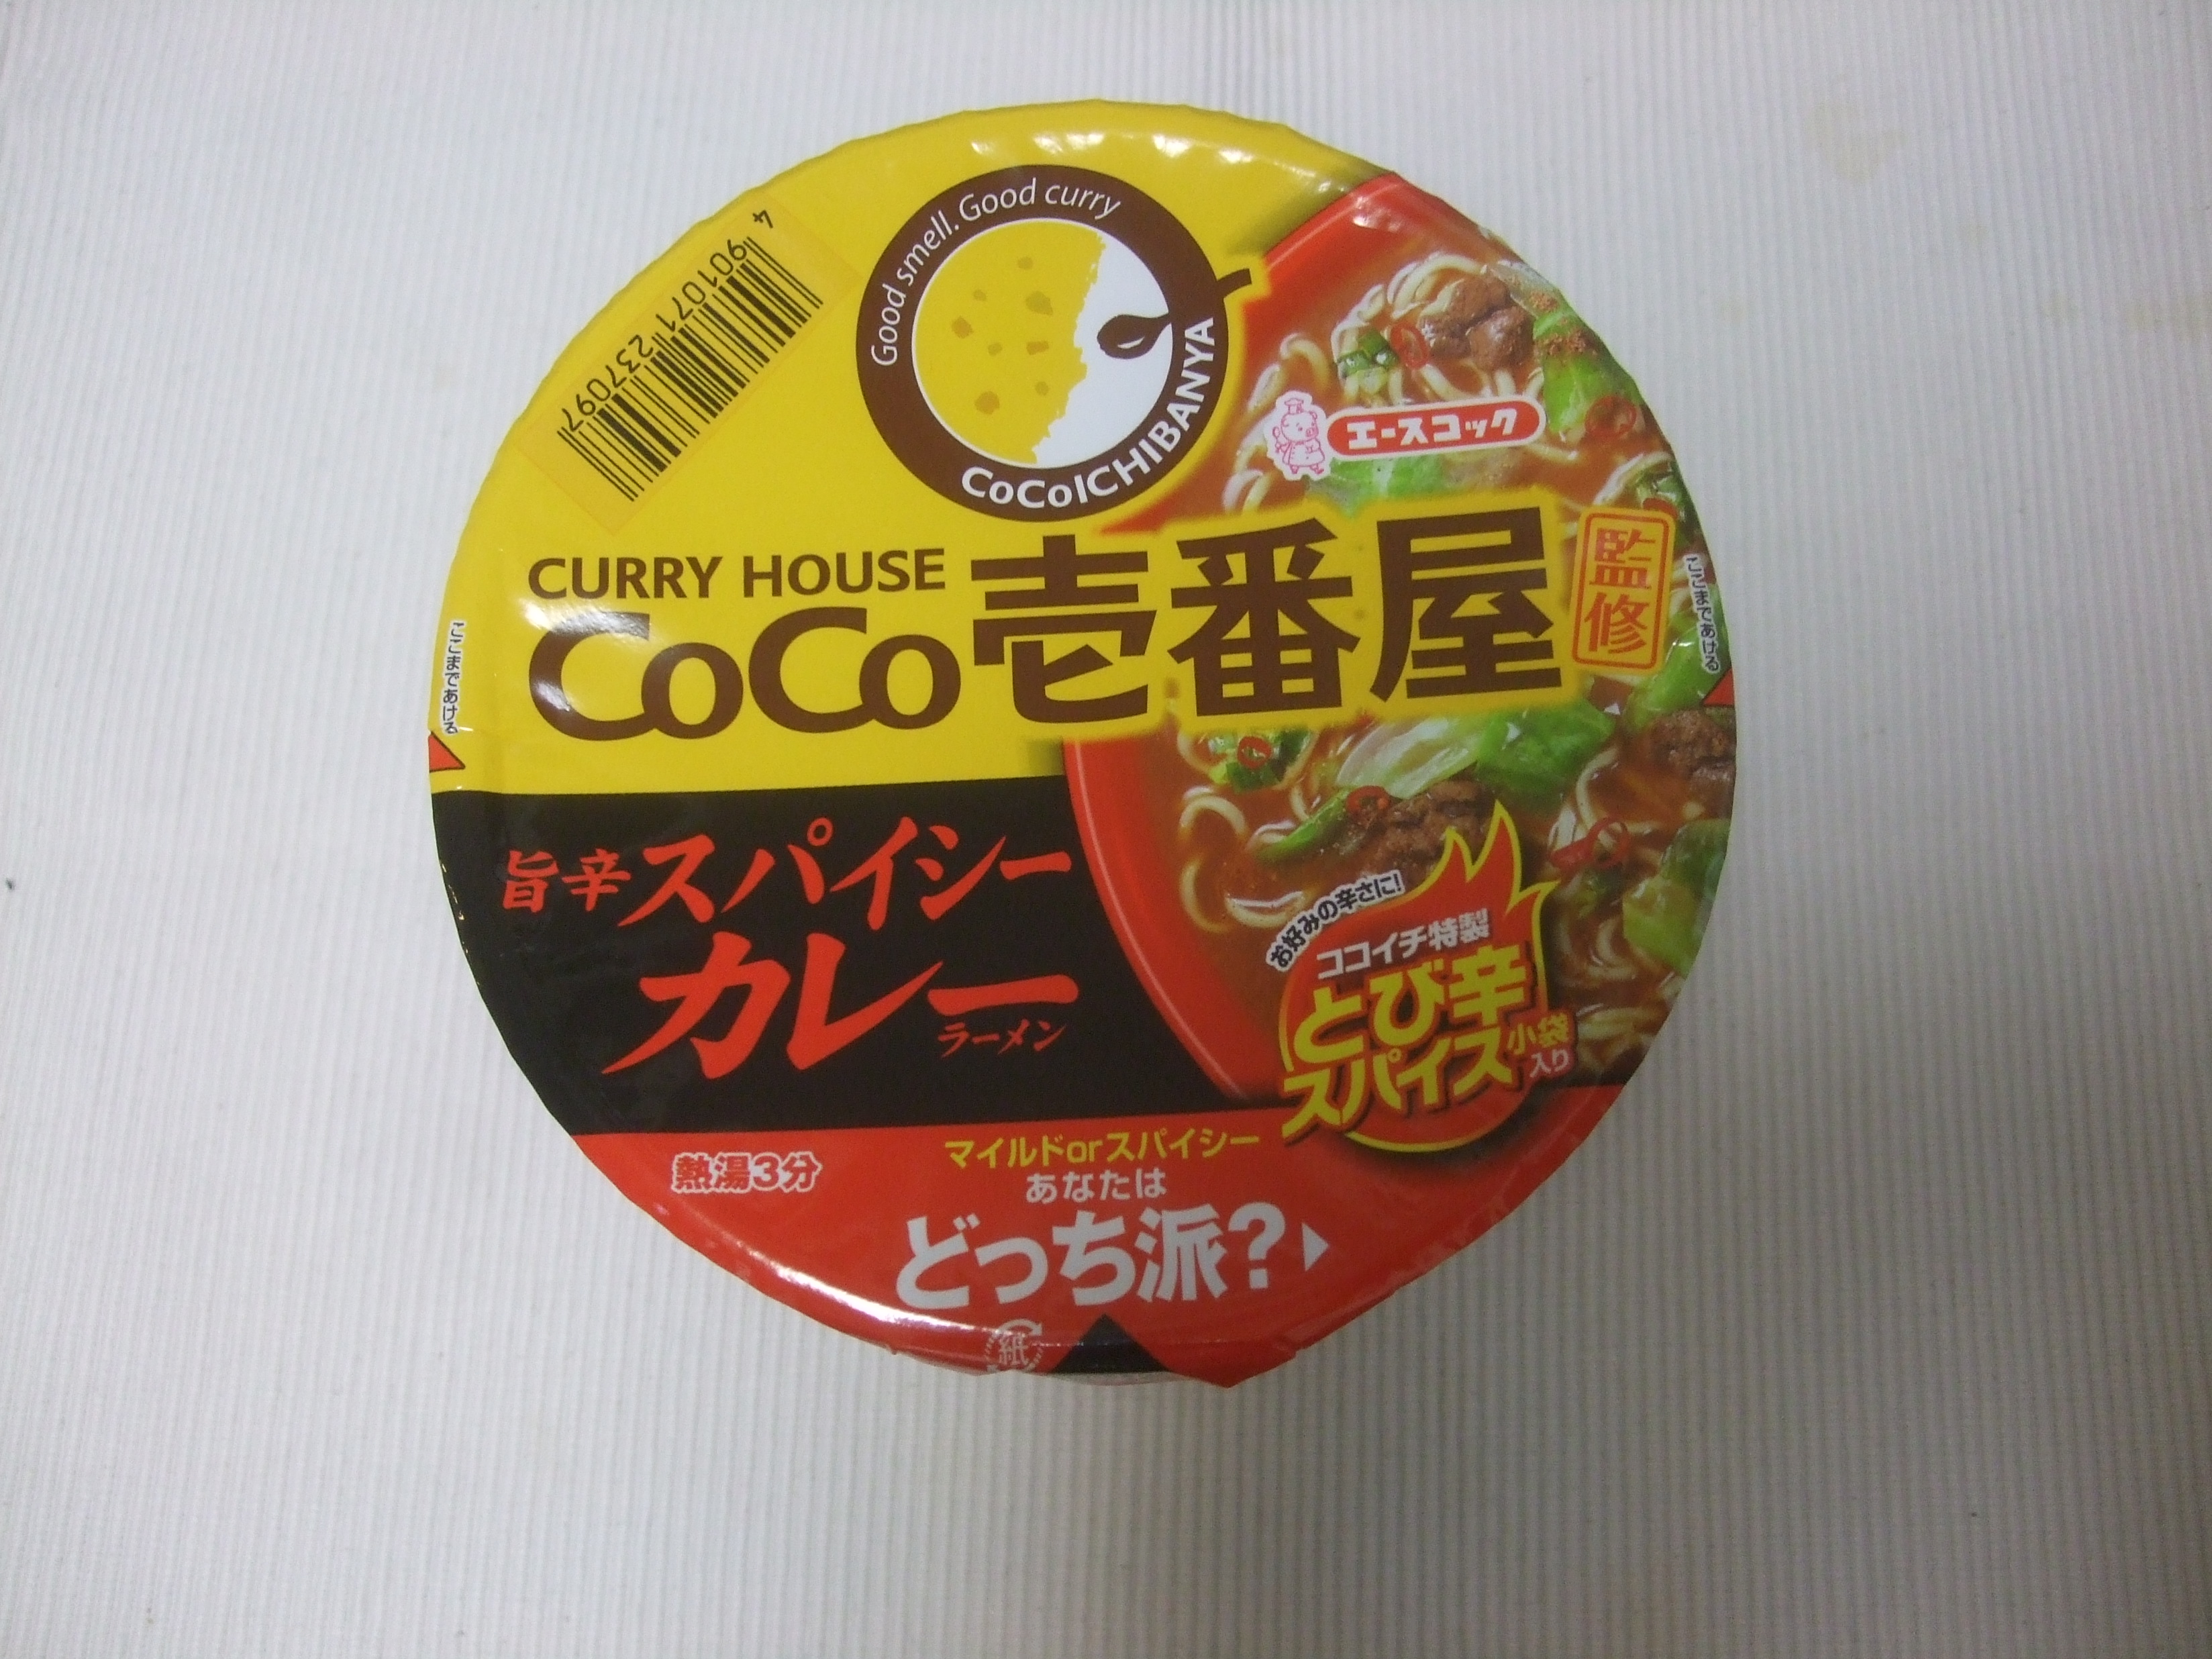 Good smell. Good curry
CoCoICHIBANYA
4 901071 237097
エースコック
CURRY HOUSE
CoCo壱番屋
監修
ここまであける
ここまであける
旨辛スパイシー
カレー
ラーメン
お好みの辛さに!
ココイチ特製
とび辛
スパイス小袋
入り
熱湯3分
マイルドorスパイシー
あなたは
どっち派?
紙